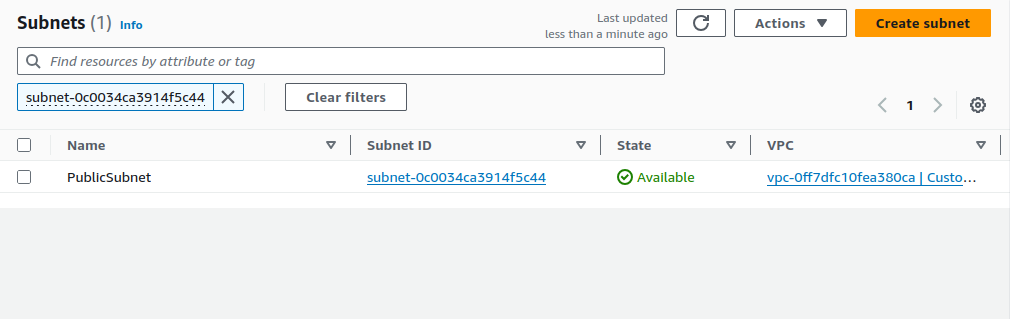 Subnets (1) Info
Last updated
less than a minute ago
Actions
Create subnet
Find resources by attribute or tag
subnet-0c0034ca3914f5c44
Clear filters
1
Name Subnet ID State VPC
PublicSubnet subnet-0c0034ca3914f5c44 Available vpc-0ff7dfc10fea380ca | Custo...